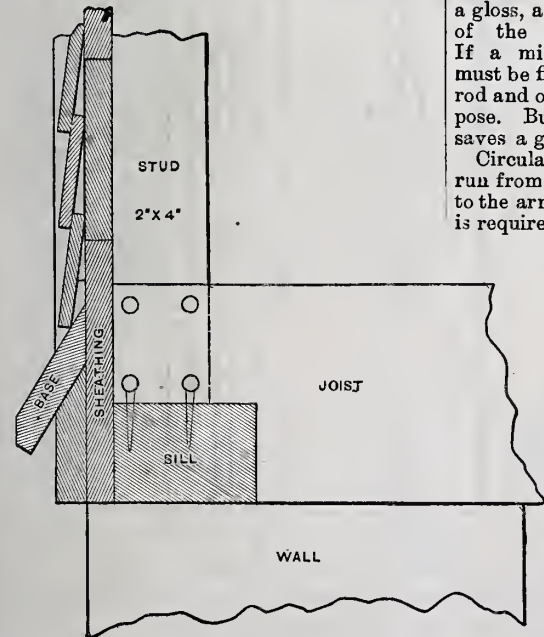 a gloss, a
of the
If a mi
must be f
rod and o
pose. Bu
saves a g
Circula
run from
to the arr
is require
STUD
2"X 4"
SHEATHING
BASE
JOIST
SILL
WALL